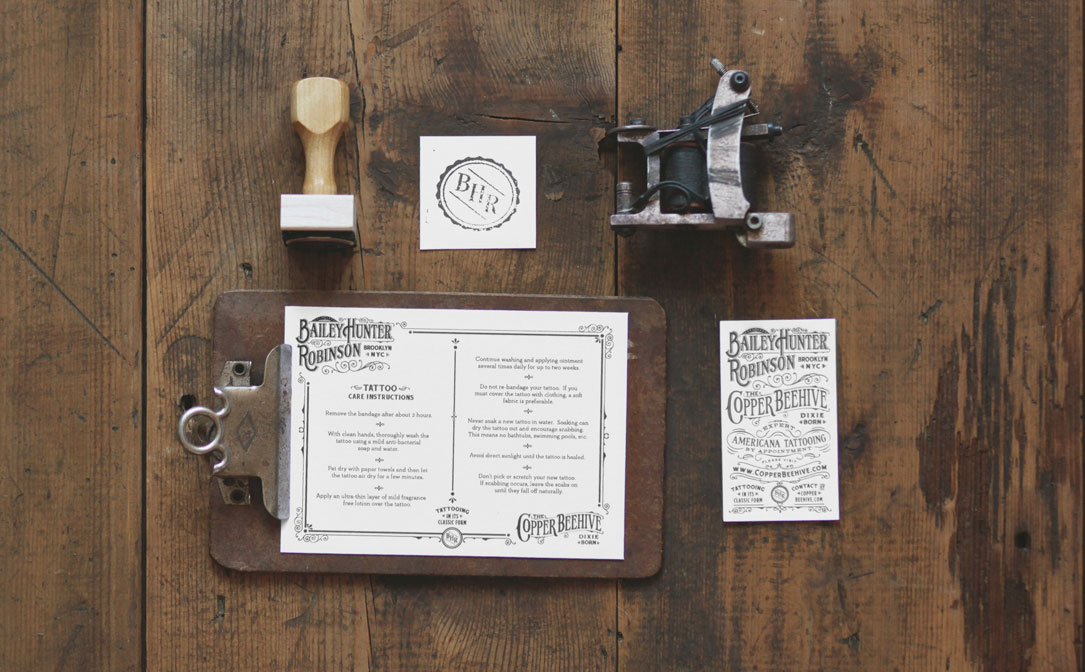 BHR
BAILEY HUNTER
ROBINSON
BROOKLYN
NYC
TATTOO
CARE INSTRUCTIONS
Remove the bandage after about 2 hours.
With clean hands, thoroughly wash the
tattoo using a mild anti-bacterial
soap and water.
Pat dry with paper towels and then let
the tattoo air dry for a few minutes.
Apply an ultra-thin layer of mild fragrance
free lotion over the tattoo.
Continue washing and applying ointment
several times daily for up to two weeks.
Do not re-bandage your tattoo. If you
must cover the tattoo with clothing, a soft
fabric is preferable.
Never soak a new tattoo in water. Soaking can
dry the tattoo out and encourage scabbing.
This means no bathtubs, swimming pools, etc.
Avoid direct sunlight until the tattoo is healed.
Don't pick or scratch your new tattoo.
If scabbing occurs, leave the scabs on
until they fall off naturally.
TATTOOING
IN ITS
CLASSIC FORM
BHR
THE
COPPER BEEHIVE
DIXIE
BORN
BAILEY HUNTER
ROBINSON
BROOKLYN
NYC
THE
COPPER BEEHIVE
DIXIE
BORN
EXPERT
AMERICANA TATTOOING
BY APPOINTMENT
PLEASE VISIT
WWW.COPPERBEEHIVE.COM
TATTOOING
IN ITS
CLASSIC FORM
BHR
CONTACT @
COPPER
BEEHIVE.COM